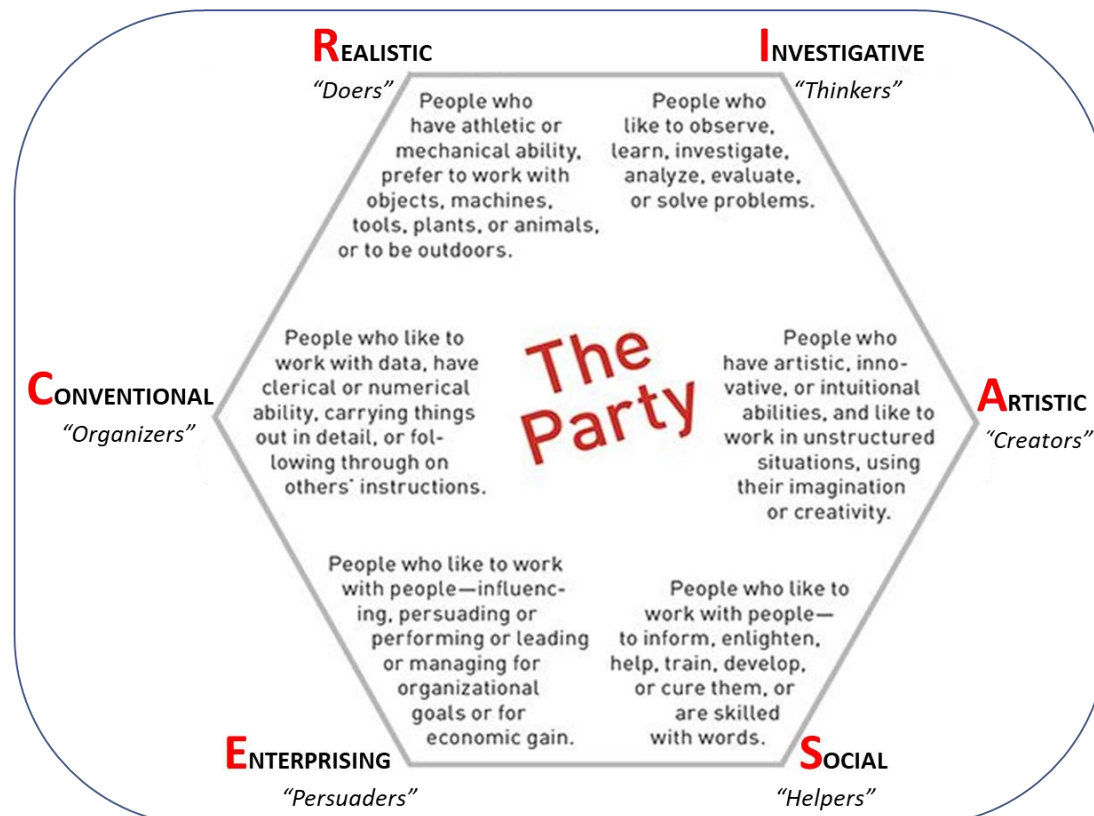 REALISTIC
“Doers”
People who
have athletic or
mechanical ability,
prefer to work with
objects, machines,
tools, plants, or animals,
or to be outdoors.
INVESTIGATIVE
“Thinkers”
People who
like to observe,
learn, investigate,
analyze, evaluate,
or solve problems.
CONVENTIONAL
“Organizers”
People who like to
work with data, have
clerical or numerical
ability, carrying things
out in detail, or fol-
lowing through on
others’ instructions.
The
Party
People who
have artistic, inno-
vative, or intuitional
abilities, and like to
work in unstructured
situations, using
their imagination
or creativity.
ARTISTIC
“Creators”
People who like to work
with people—influenc-
ing, persuading or
performing or leading
or managing for
organizational
goals or for
economic gain.
ENTERPRISING
“Persuaders”
People who like to
work with people—
to inform, enlighten,
help, train, develop,
or cure them, or
are skilled
with words.
SOCIAL
“Helpers”